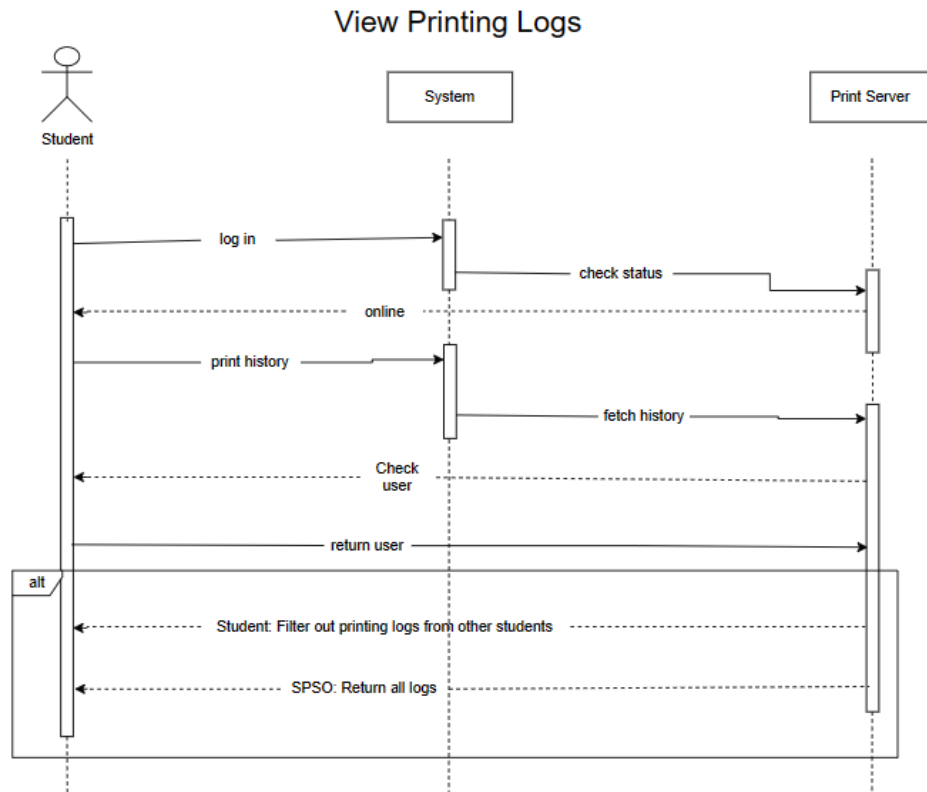 View Printing Logs
Student
System
Print Server
log in
check status
online
print history
fetch history
Check
user
return user
alt
Student: Filter out printing logs from other students
SPSO: Return all logs